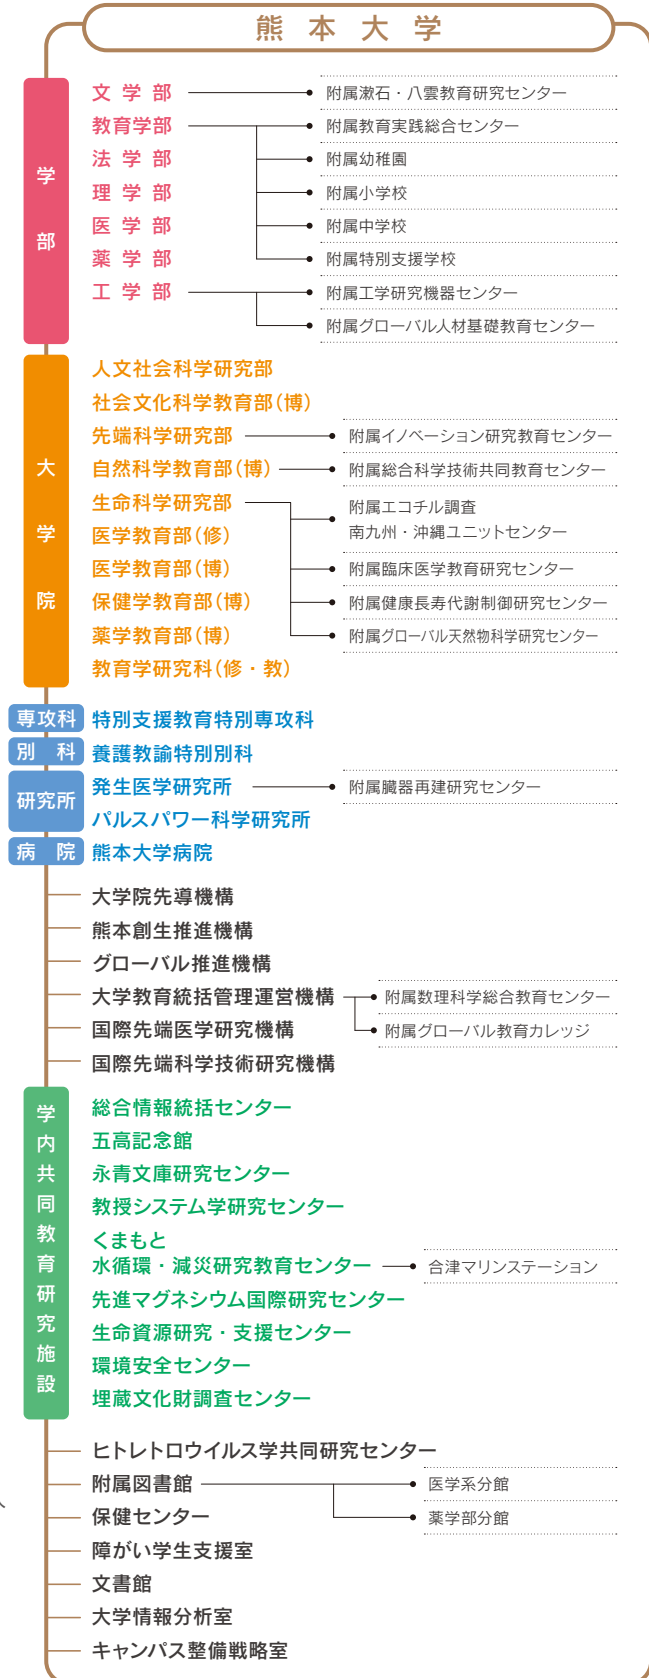 熊本大学
学部
文学部
附属漱石・八雲教育研究センター
教育学部
附属教育実践総合センター
法学部
附属幼稚園
理学部
附属小学校
医学部
附属中学校
薬学部
附属特別支援学校
工学部
附属工学研究機器センター
附属グローバル人材基礎教育センター
大学院
人文社会科学研究部
社会文化科学教育部(博)
先端科学研究部
附属イノベーション研究教育センター
自然科学教育部(博)
附属総合科学技術共同教育センター
生命科学研究部
附属エコチル調査
南九州・沖縄ユニットセンター
医学教育部(修)
医学教育部(博)
附属臨床医学教育研究センター
保健学教育部(博)
附属健康長寿代謝制御研究センター
薬学教育部(博)
附属グローバル天然物科学研究センター
教育学研究科(修・教)
専攻科
特別支援教育特別専攻科
別科
養護教諭特別別科
研究所
発生医学研究所
附属臓器再建研究センター
パルスパワー科学研究所
病院
熊本大学病院
大学院先導機構
熊本創生推進機構
グローバル推進機構
大学教育統括管理運営機構
附属数理科学総合教育センター
国際先端医学研究機構
附属グローバル教育カレッジ
国際先端科学技術研究機構
学内共同教育研究施設
総合情報統括センター
五高記念館
永青文庫研究センター
教授システム学研究センター
くまもと
水循環・減災研究教育センター
合津マリンステーション
先進マグネシウム国際研究センター
生命資源研究・支援センター
環境安全センター
埋蔵文化財調査センター
ヒトレトロウイルス学共同研究センター
附属図書館
医学系分館
保健センター
薬学部分館
障がい学生支援室
文書館
大学情報分析室
キャンパス整備戦略室